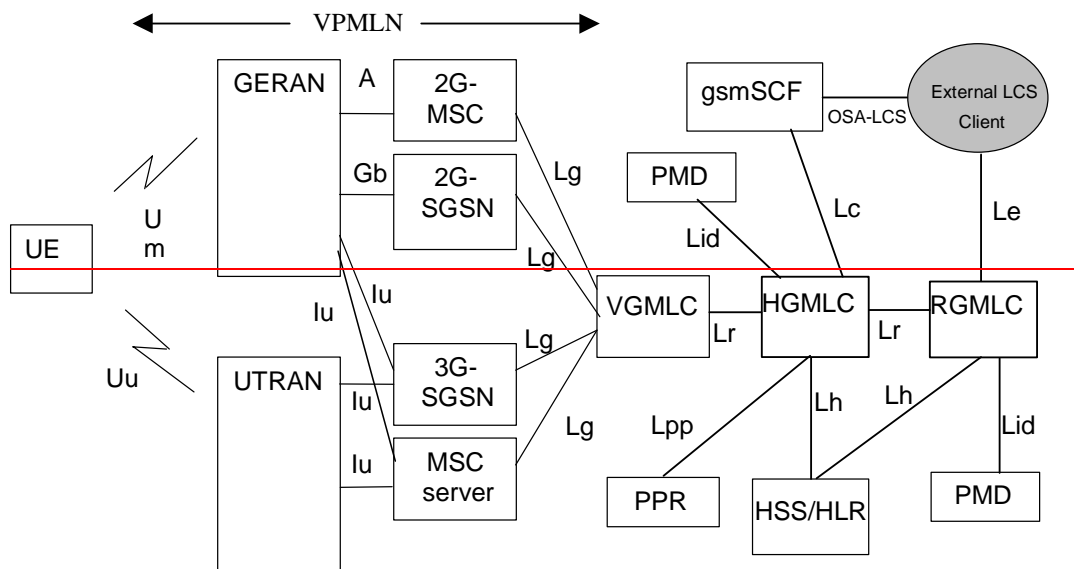 VPMLN
GERAN
A
2G-
MSC
gsmSCF
OSA-LCS
External LCS
Client
Gb
2G-
SGSN
Lg
PMD
Lc
Le
U
m
UE
Lid
Lg
Iu
Iu
VGMLC
Lr
HGMLC
Lr
RGMLC
Uu
UTRAN
Iu
3G-
SGSN
Lg
Lg
Lpp
Lh
Lh
Lid
Iu
MSC
server
PPR
HSS/HLR
PMD